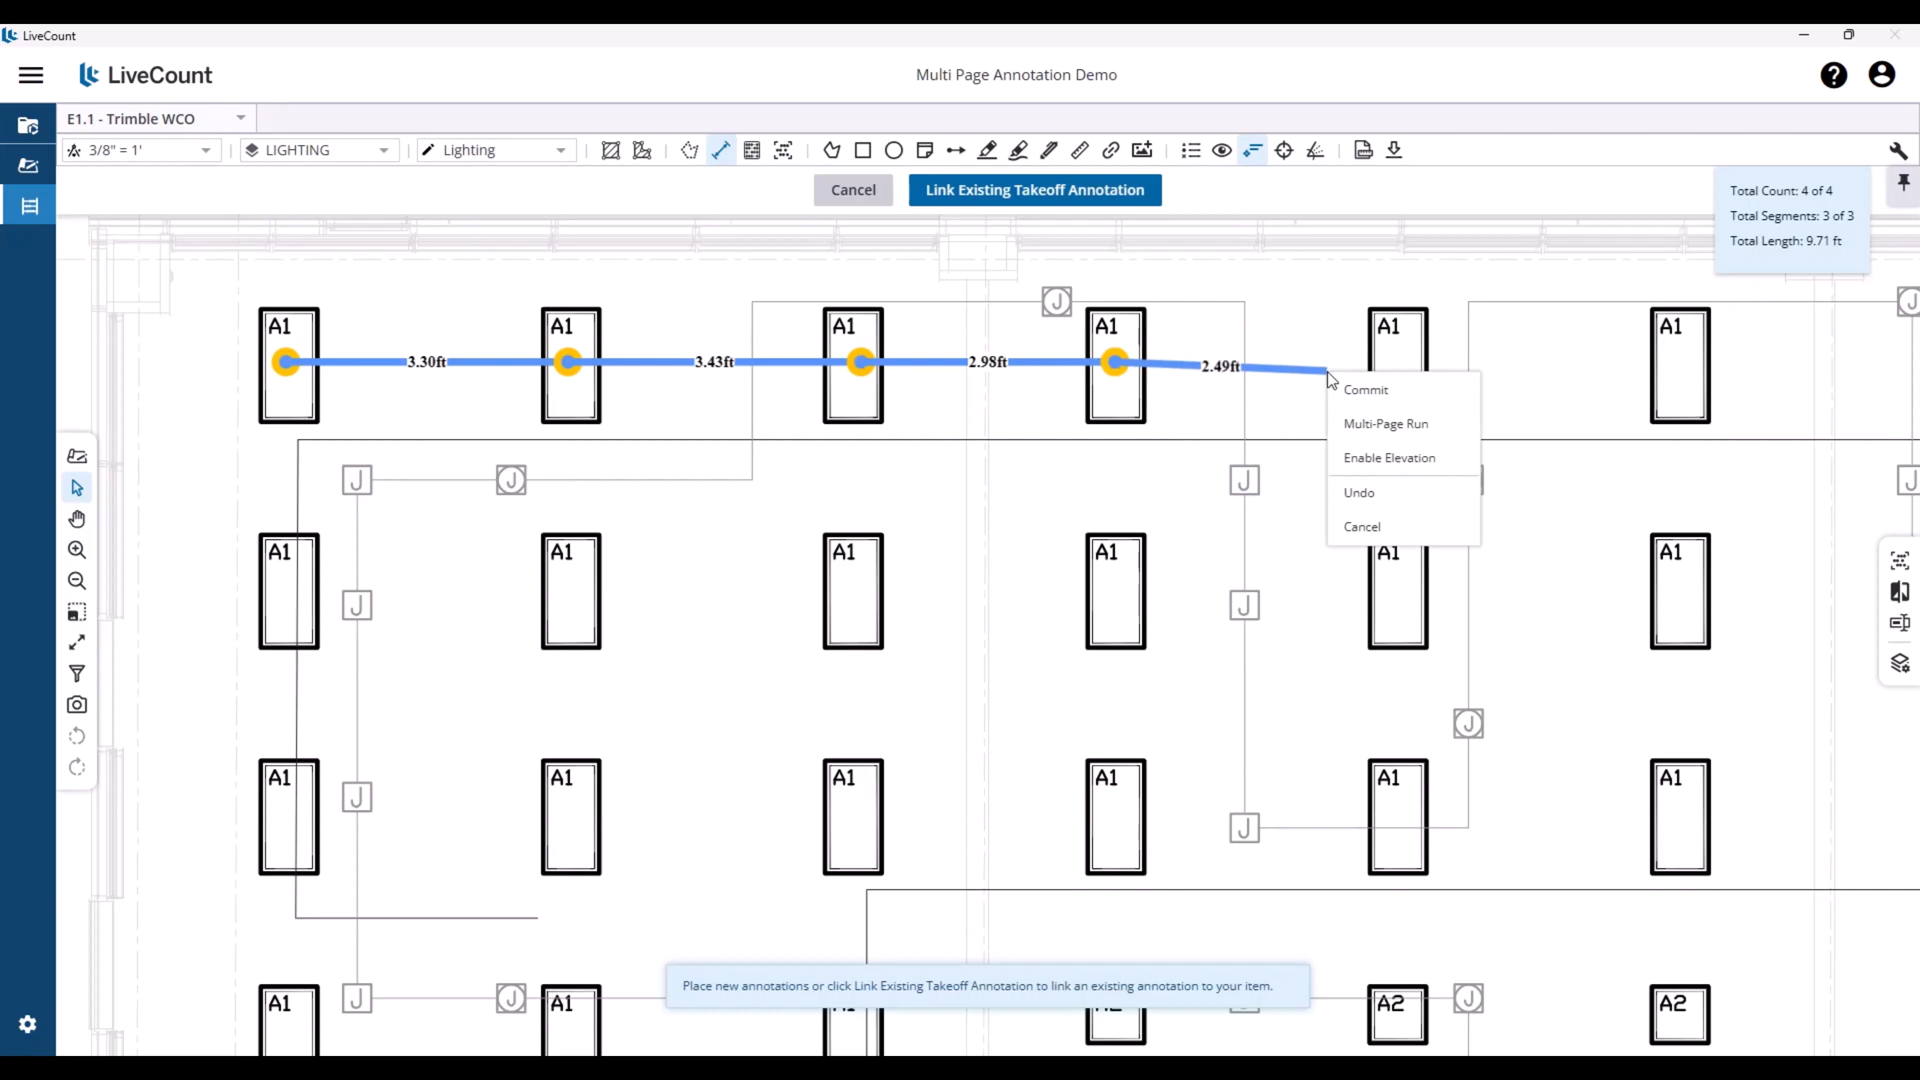 LiveCount
LiveCount
Multi Page Annotation Demo
E1.1 - Trimble WCO
3/8" = 1'
LIGHTING
Lighting
Cancel
Link Existing Takeoff Annotation
Total Count: 4 of 4
Total Segments: 3 of 3
Total Length: 9.71 ft
J
J
A1
A1
A1
A1
A1
A1
3.30ft
3.43ft
2.98ft
2.49ft
Commit
Multi-Page Run
Enable Elevation
Undo
Cancel
J
J
J
J
A1
A1
A1
A1
A1
A1
J
J
J
A1
A1
A1
A1
A1
A1
J
J
Place new annotations or click Link Existing Takeoff Annotation to link an existing annotation to your item.
J
J
J
A1
A1
A2
A2